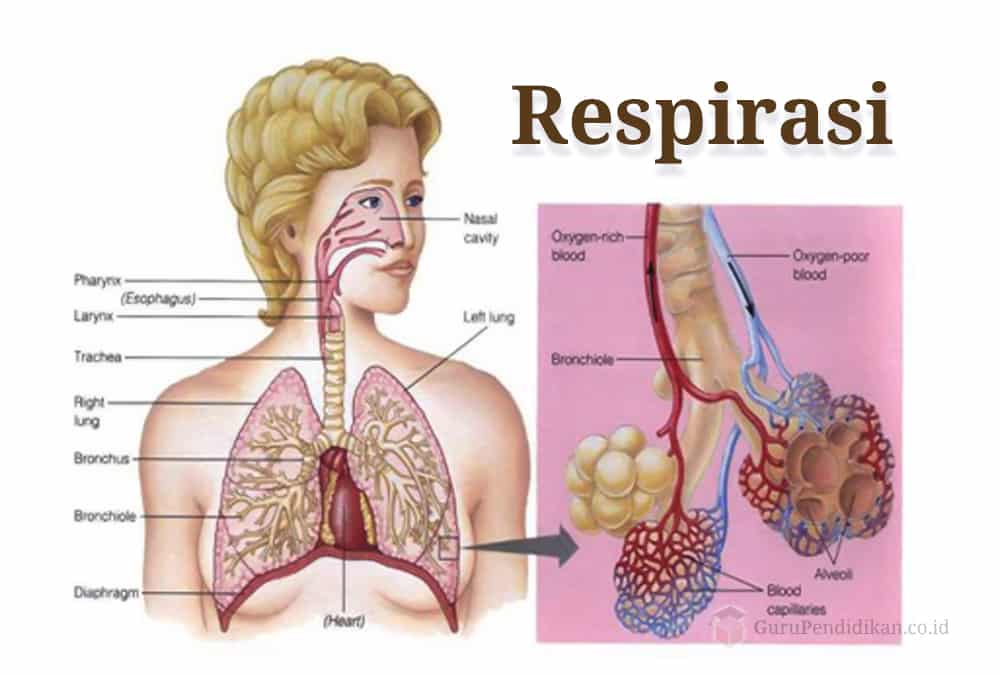 Respirasi
Nasal
cavity
Pharynx
(Esophagus)
Larynx
Left lung
Trachea
Right
lung
Bronchus
Bronchiole
Diaphragm
(Heart)
Oxygen-rich
blood
Oxygen-poor
blood
Bronchiole
Alveoli
Blood
capillaries
GuruPendidikan.co.id